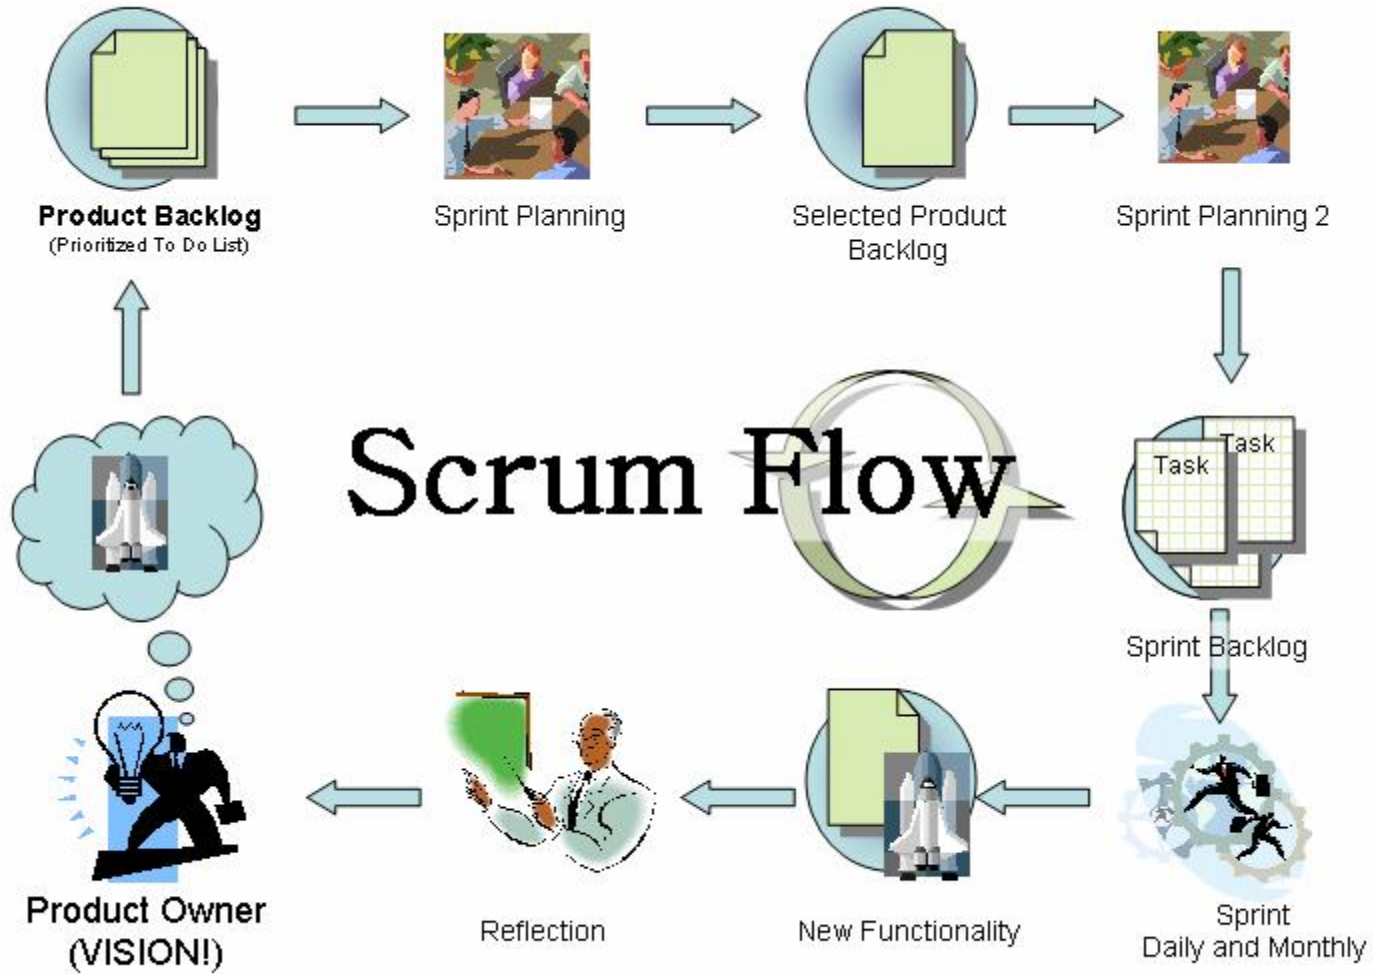 Product Backlog
(Prioritized To Do List)
Sprint Planning
Selected Product
Backlog
Sprint Planning 2
Scrum Flow
Task
Task
Sprint Backlog
Product Owner
(VISION!)
Reflection
New Functionality
Sprint
Daily and Monthly